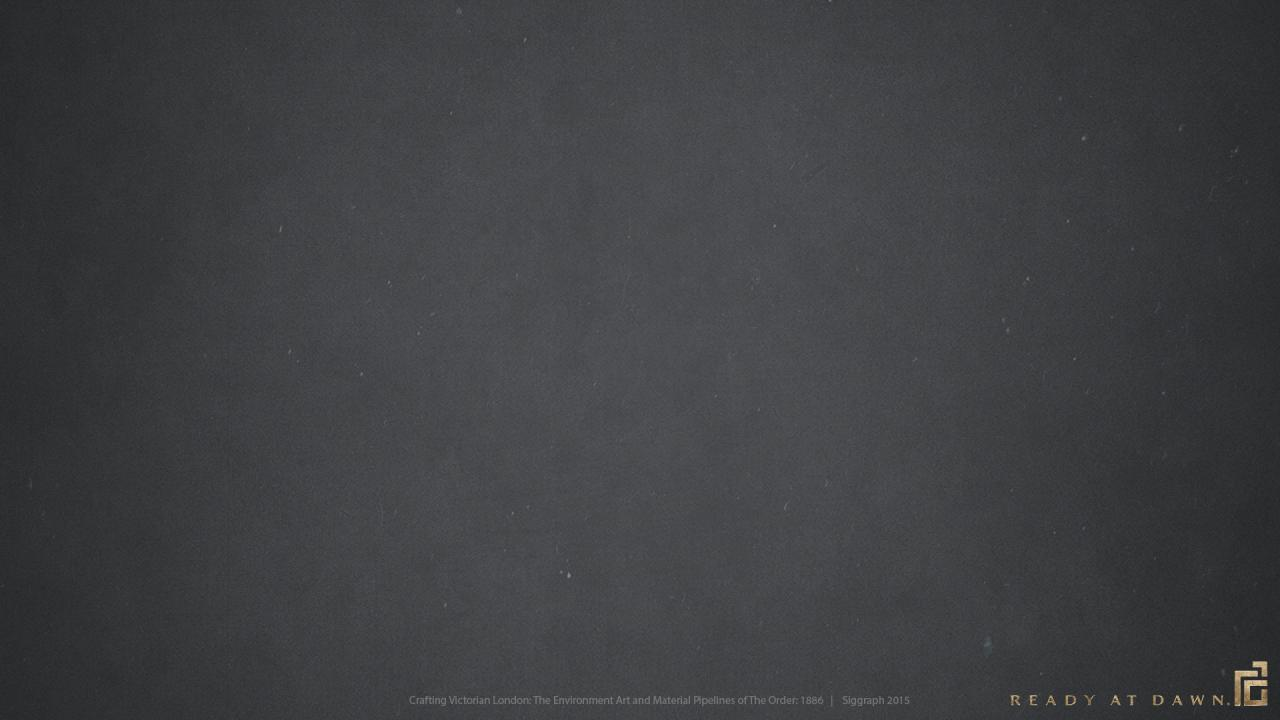 Crafting Victorian London: The Environment Art and Material Pipelines of The Order: 1886 | Siggraph 2015
READY AT DAWN.